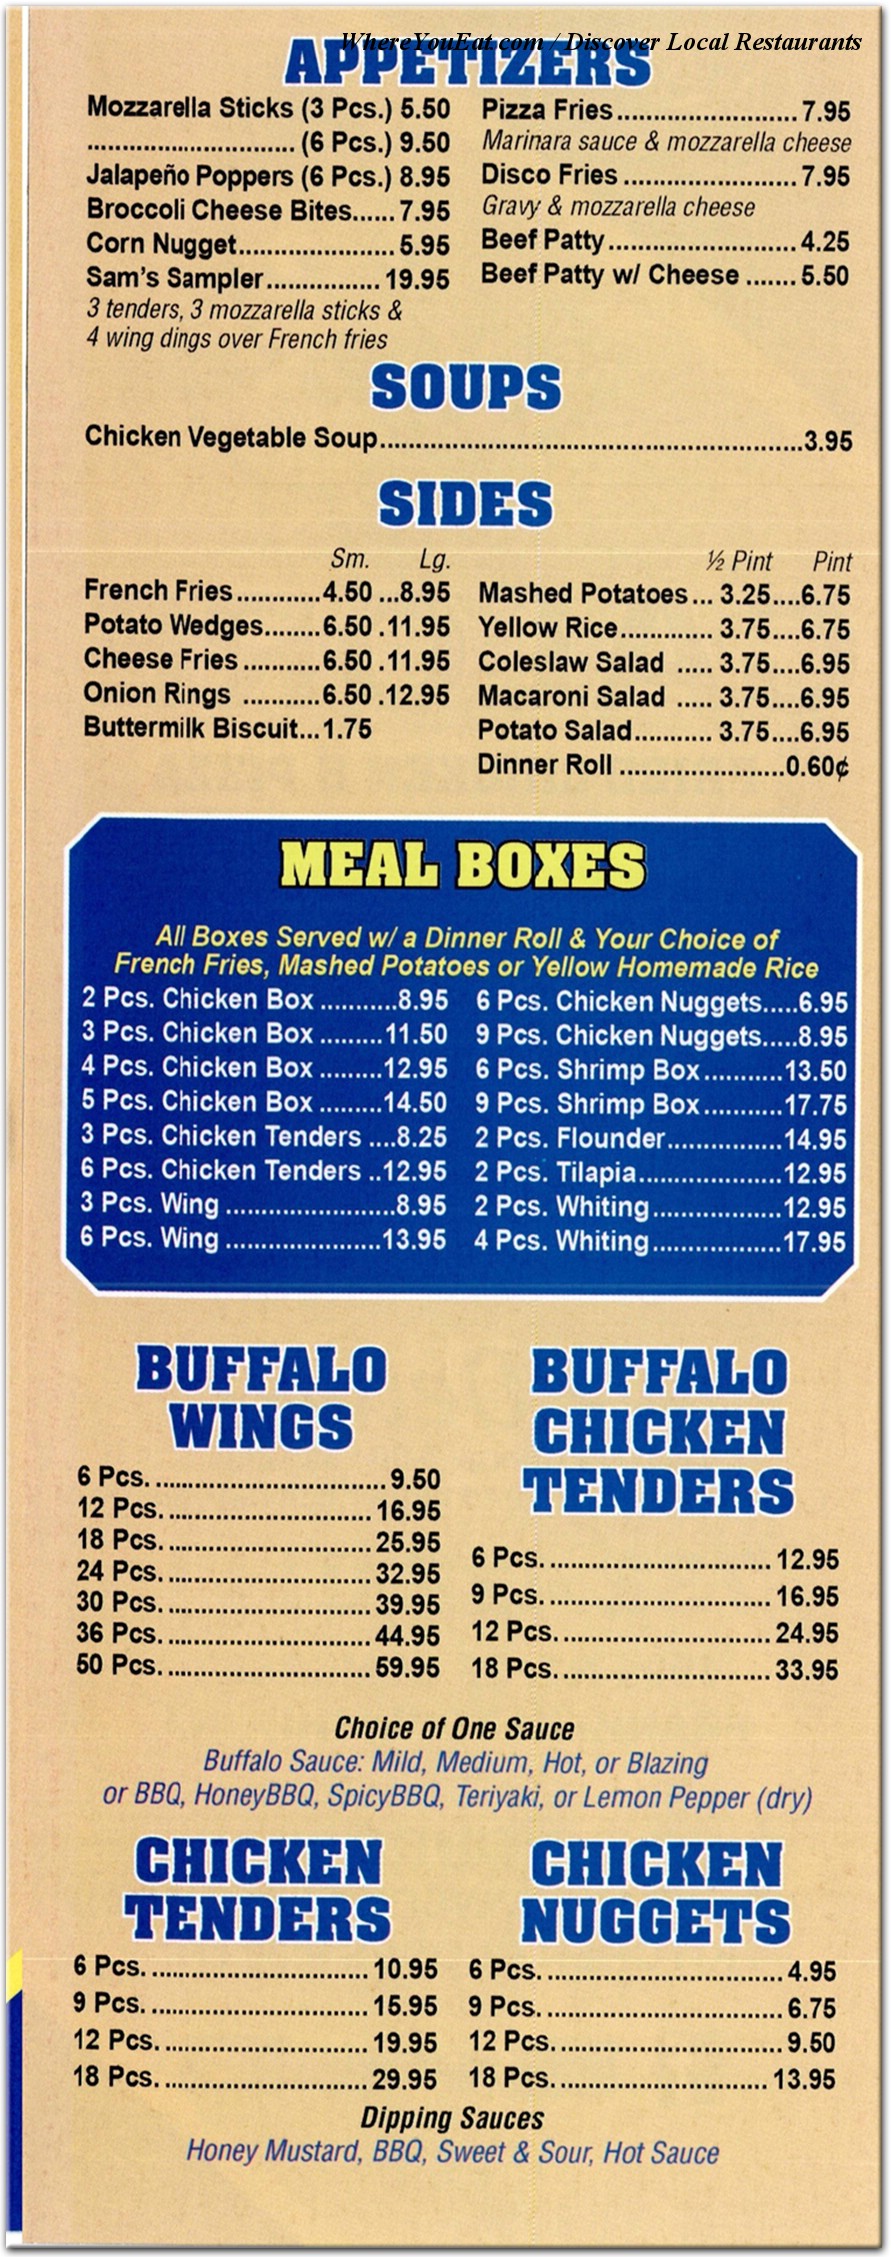 WhereYouEat.com / Discover Local Restaurants
APPETIZERS
Mozzarella Sticks (3 Pcs.) 5.50
............................. (6 Pcs.) 9.50
Jalapeño Poppers (6 Pcs.) 8.95
Broccoli Cheese Bites...... 7.95
Corn Nugget...................... 5.95
Sam's Sampler................ 19.95
3 tenders, 3 mozzarella sticks &
4 wing dings over French fries
Pizza Fries......................... 7.95
Marinara sauce & mozzarella cheese
Disco Fries ........................ 7.95
Gravy & mozzarella cheese
Beef Patty.......................... 4.25
Beef Patty w/ Cheese ....... 5.50
SOUPS
Chicken Vegetable Soup...........................................................3.95
SIDES
Sm. Lg.
French Fries............4.50 ...8.95
Potato Wedges........6.50 .11.95
Cheese Fries ...........6.50 .11.95
Onion Rings ...........6.50 .12.95
Buttermilk Biscuit...1.75
½ Pint Pint
Mashed Potatoes... 3.25....6.75
Yellow Rice............. 3.75....6.75
Coleslaw Salad ..... 3.75....6.95
Macaroni Salad ..... 3.75....6.95
Potato Salad........... 3.75....6.95
Dinner Roll .......................0.60¢
MEAL BOXES
All Boxes Served w/ a Dinner Roll & Your Choice of
French Fries, Mashed Potatoes or Yellow Homemade Rice
2 Pcs. Chicken Box ...........8.95
3 Pcs. Chicken Box .........11.50
4 Pcs. Chicken Box .........12.95
5 Pcs. Chicken Box .........14.50
3 Pcs. Chicken Tenders ....8.25
6 Pcs. Chicken Tenders ..12.95
3 Pcs. Wing ........................8.95
6 Pcs. Wing ......................13.95
6 Pcs. Chicken Nuggets.....6.95
9 Pcs. Chicken Nuggets.....8.95
6 Pcs. Shrimp Box...........13.50
9 Pcs. Shrimp Box...........17.75
2 Pcs. Flounder................14.95
2 Pcs. Tilapia....................12.95
2 Pcs. Whiting..................12.95
4 Pcs. Whiting..................17.95
BUFFALO
WINGS
6 Pcs. ................................... 9.50
12 Pcs. ............................... 16.95
18 Pcs. ............................... 25.95
24 Pcs. ............................... 32.95
30 Pcs. ............................... 39.95
36 Pcs. ............................... 44.95
50 Pcs. ............................... 59.95
BUFFALO
CHICKEN
TENDERS
6 Pcs. ................................. 12.95
9 Pcs. ................................. 16.95
12 Pcs. ............................... 24.95
18 Pcs. ............................... 33.95
Choice of One Sauce
Buffalo Sauce: Mild, Medium, Hot, or Blazing
or BBQ, HoneyBBQ, SpicyBBQ, Teriyaki, or Lemon Pepper (dry)
CHICKEN
TENDERS
6 Pcs. ................................. 10.95
9 Pcs. ................................. 15.95
12 Pcs. ............................... 19.95
18 Pcs. ............................... 29.95
CHICKEN
NUGGETS
6 Pcs. ................................... 4.95
9 Pcs. ................................... 6.75
12 Pcs. ................................. 9.50
18 Pcs. ............................... 13.95
Dipping Sauces
Honey Mustard, BBQ, Sweet & Sour, Hot Sauce